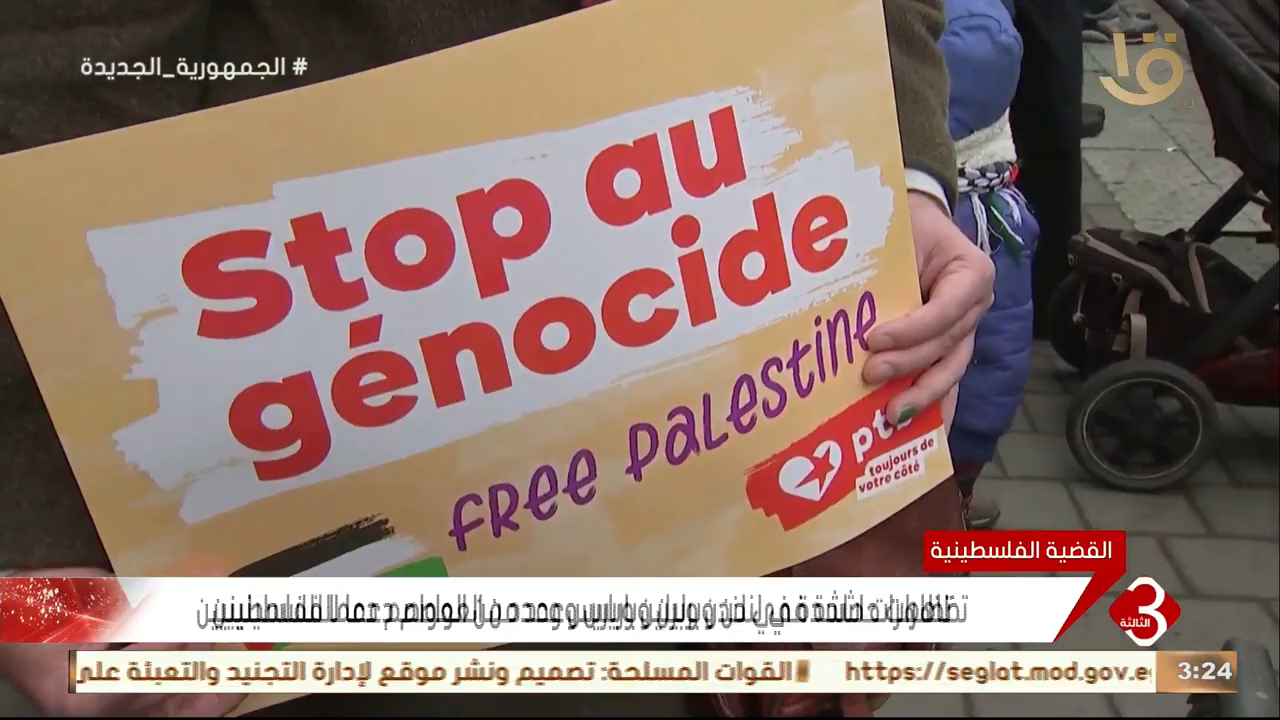 # الجمهورية_الجديدة
Stop au
génocide
FREE PALESTINE
toujours de
votre côté
القضية الفلسطينية
3
الثالثة
القوات المسلحة: تصميم ونشر موقع لإدارة التجنيد والتعبئة على
https://seglat.mod.gov.eg
3:24